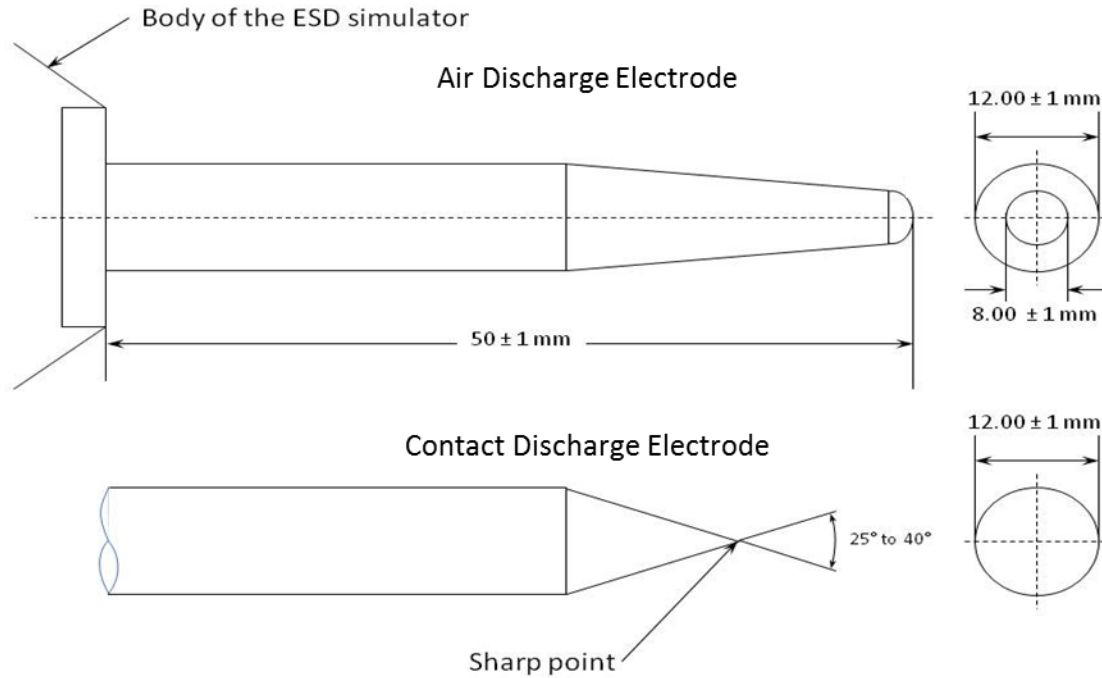 Body of the ESD simulator
Air Discharge Electrode
12.00 ± 1 mm
8.00 ± 1 mm
50 ± 1 mm
Contact Discharge Electrode
12.00 ± 1 mm
25° to 40°
Sharp point